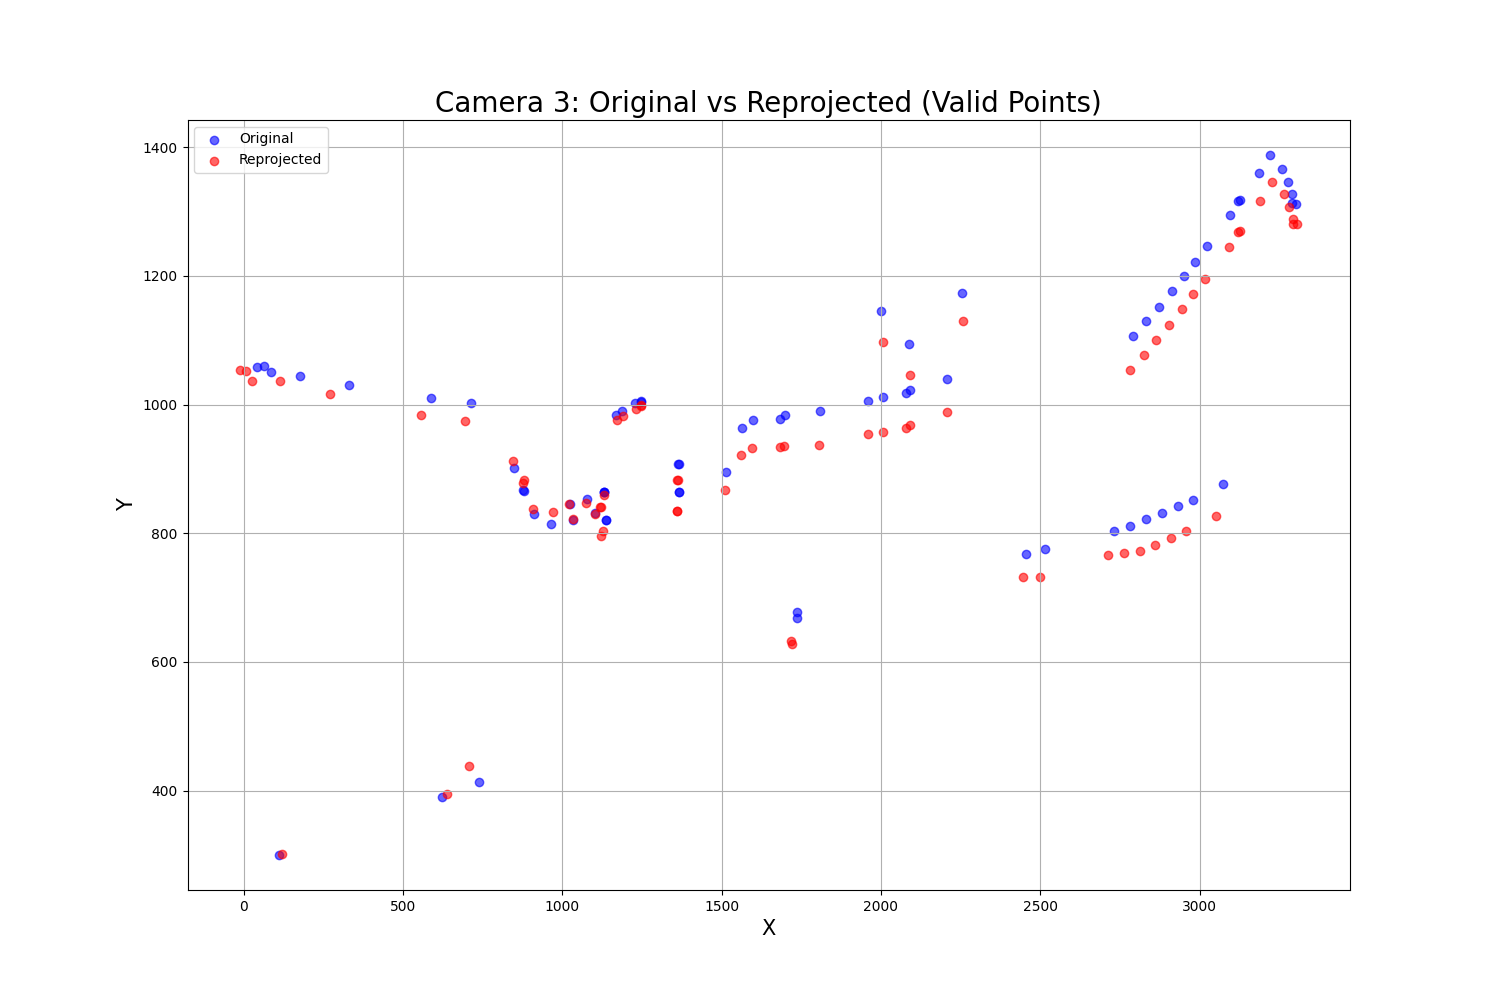 Camera 3: Original vs Reprojected (Valid Points)
Original
Reprojected
1400
1200
1000
800
600
400
Y
0 500 1000 1500 2000 2500 3000
X